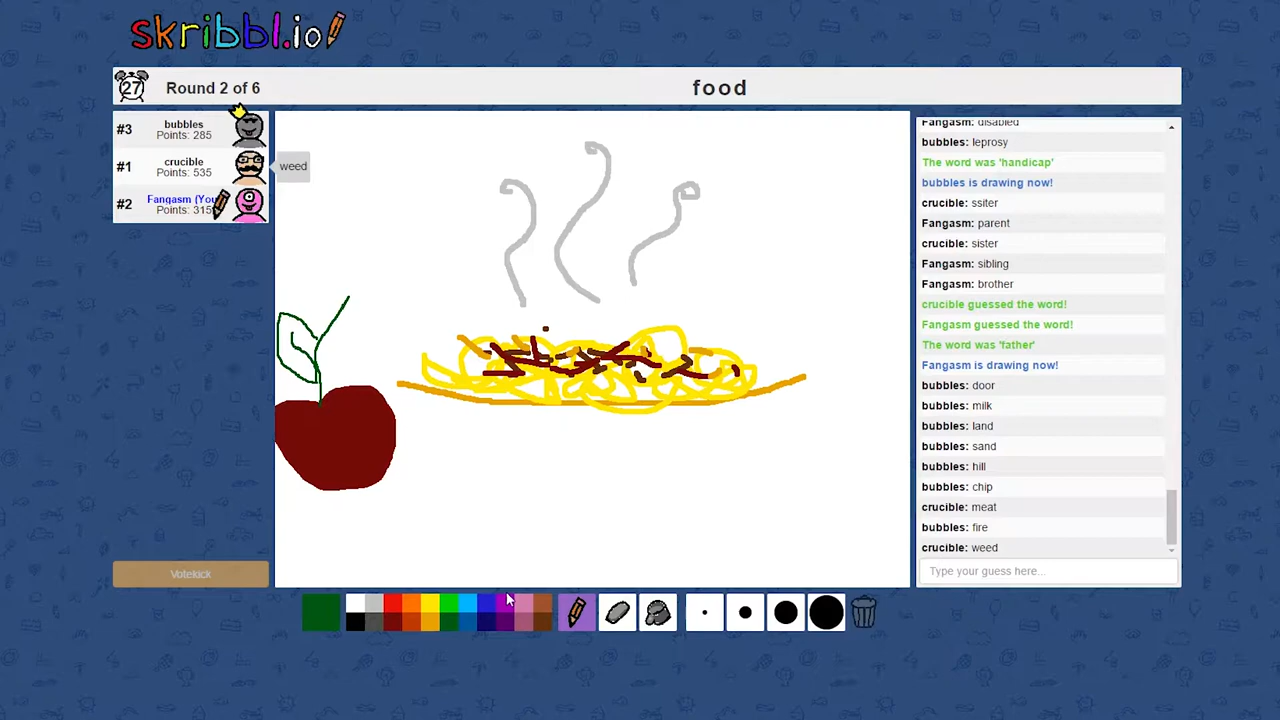 skribbl.io
27
Round 2 of 6
food
#3
bubbles
Points: 285
#1
crucible
Points: 535
weed
#2
Fangasm (You
Points: 315
Votekick
Fangasm: disabled
bubbles: leprosy
The word was 'handicap'
bubbles is drawing now!
crucible: ssiter
Fangasm: parent
crucible: sister
Fangasm: sibling
Fangasm: brother
crucible guessed the word!
Fangasm guessed the word!
The word was 'father'
Fangasm is drawing now!
bubbles: door
bubbles: milk
bubbles: land
bubbles: sand
bubbles: hill
bubbles: chip
crucible: meat
bubbles: fire
crucible: weed
Type your guess here...